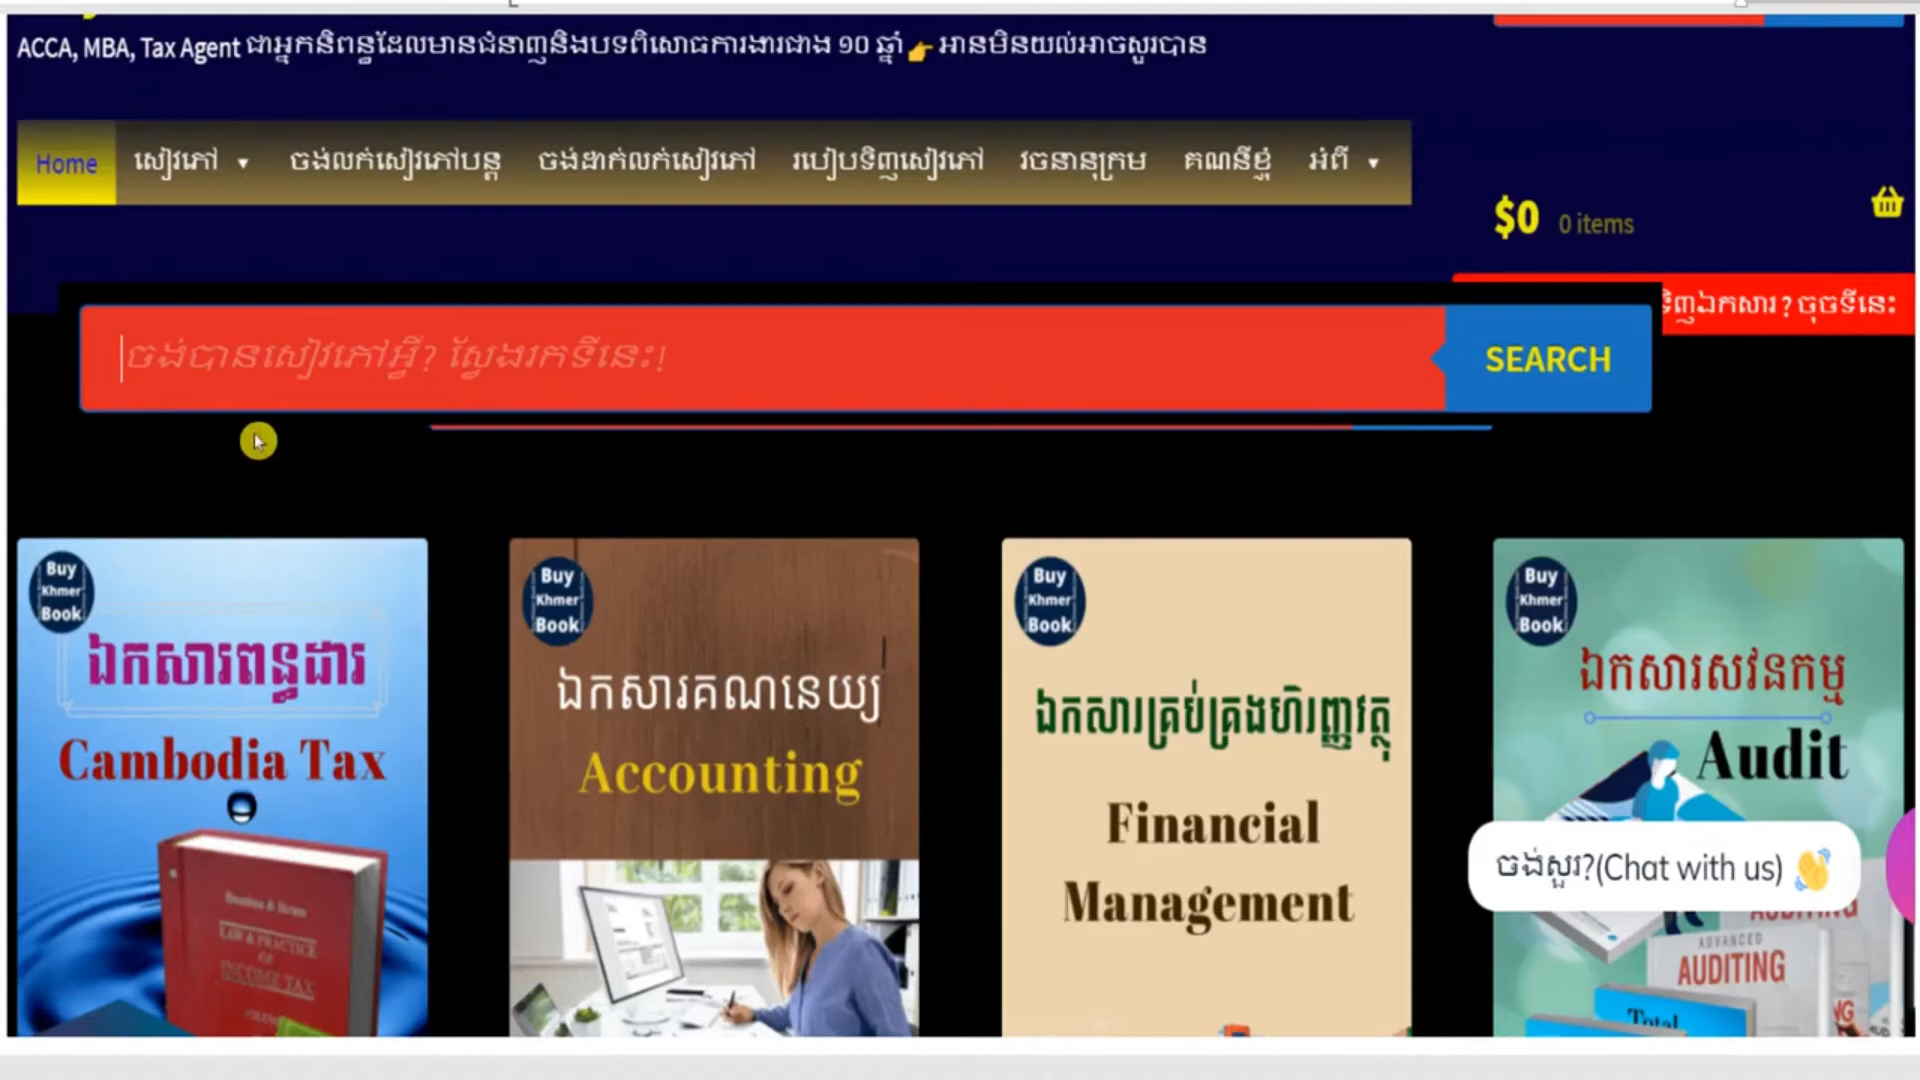 ACCA, MBA, Tax Agent ជាអ្នកនិពន្ធដែលមានជំនាញនិងបទពិសោធការងារជាង ១០ ឆ្នាំ 👉 អានមិនយល់អាចសួរបាន
Home សៀវភៅ ▼ ចង់លក់សៀវភៅបន្ត ចង់ដាក់លក់សៀវភៅ របៀបទិញសៀវភៅ វចនានុក្រម គណនីខ្ញុំ អំពី ▼
$0 0 items
ទិញឯកសារ ? ចុចទីនេះ
ចង់បានសៀវភៅអ្វី? ស្វែងរកទីនេះ!
SEARCH
Buy
Khmer
Book
ឯកសារពន្ធដារ
Cambodia Tax
LAW & PRACTICE
OF
INCOME TAX
Buy
Khmer
Book
ឯកសារគណនេយ្យ
Accounting
Buy
Khmer
Book
ឯកសារគ្រប់គ្រងហិរញ្ញវត្ថុ
Financial
Management
Buy
Khmer
Book
ឯកសារសវនកម្ម
Audit
ចង់សួរ?(Chat with us) 👋
ADVANCED
AUDITING
Total